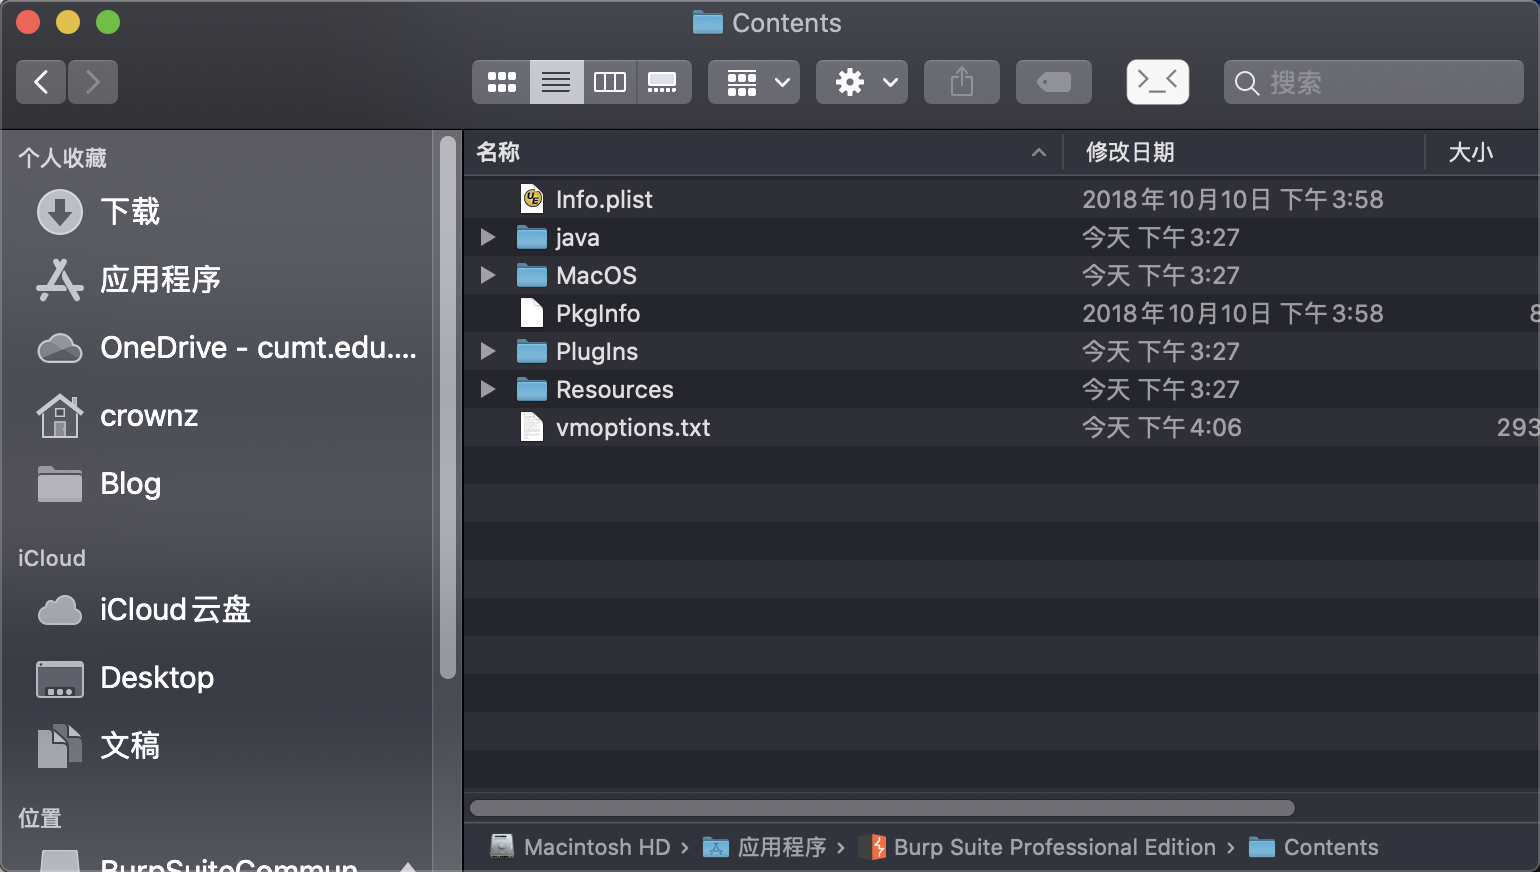 Contents
搜索
个人收藏
下载
应用程序
OneDrive - cumt.edu....
crownz
Blog
iCloud
iCloud云盘
Desktop
文稿
位置
BurpSuiteCommun
名称 修改日期 大小
Info.plist 2018年10月10日 下午3:58
java 今天 下午3:27
MacOS 今天 下午3:27
PkgInfo 2018年10月10日 下午3:58 8
PlugIns 今天 下午3:27
Resources 今天 下午3:27
vmoptions.txt 今天 下午4:06 293
Macintosh HD › 应用程序 › Burp Suite Professional Edition › Contents